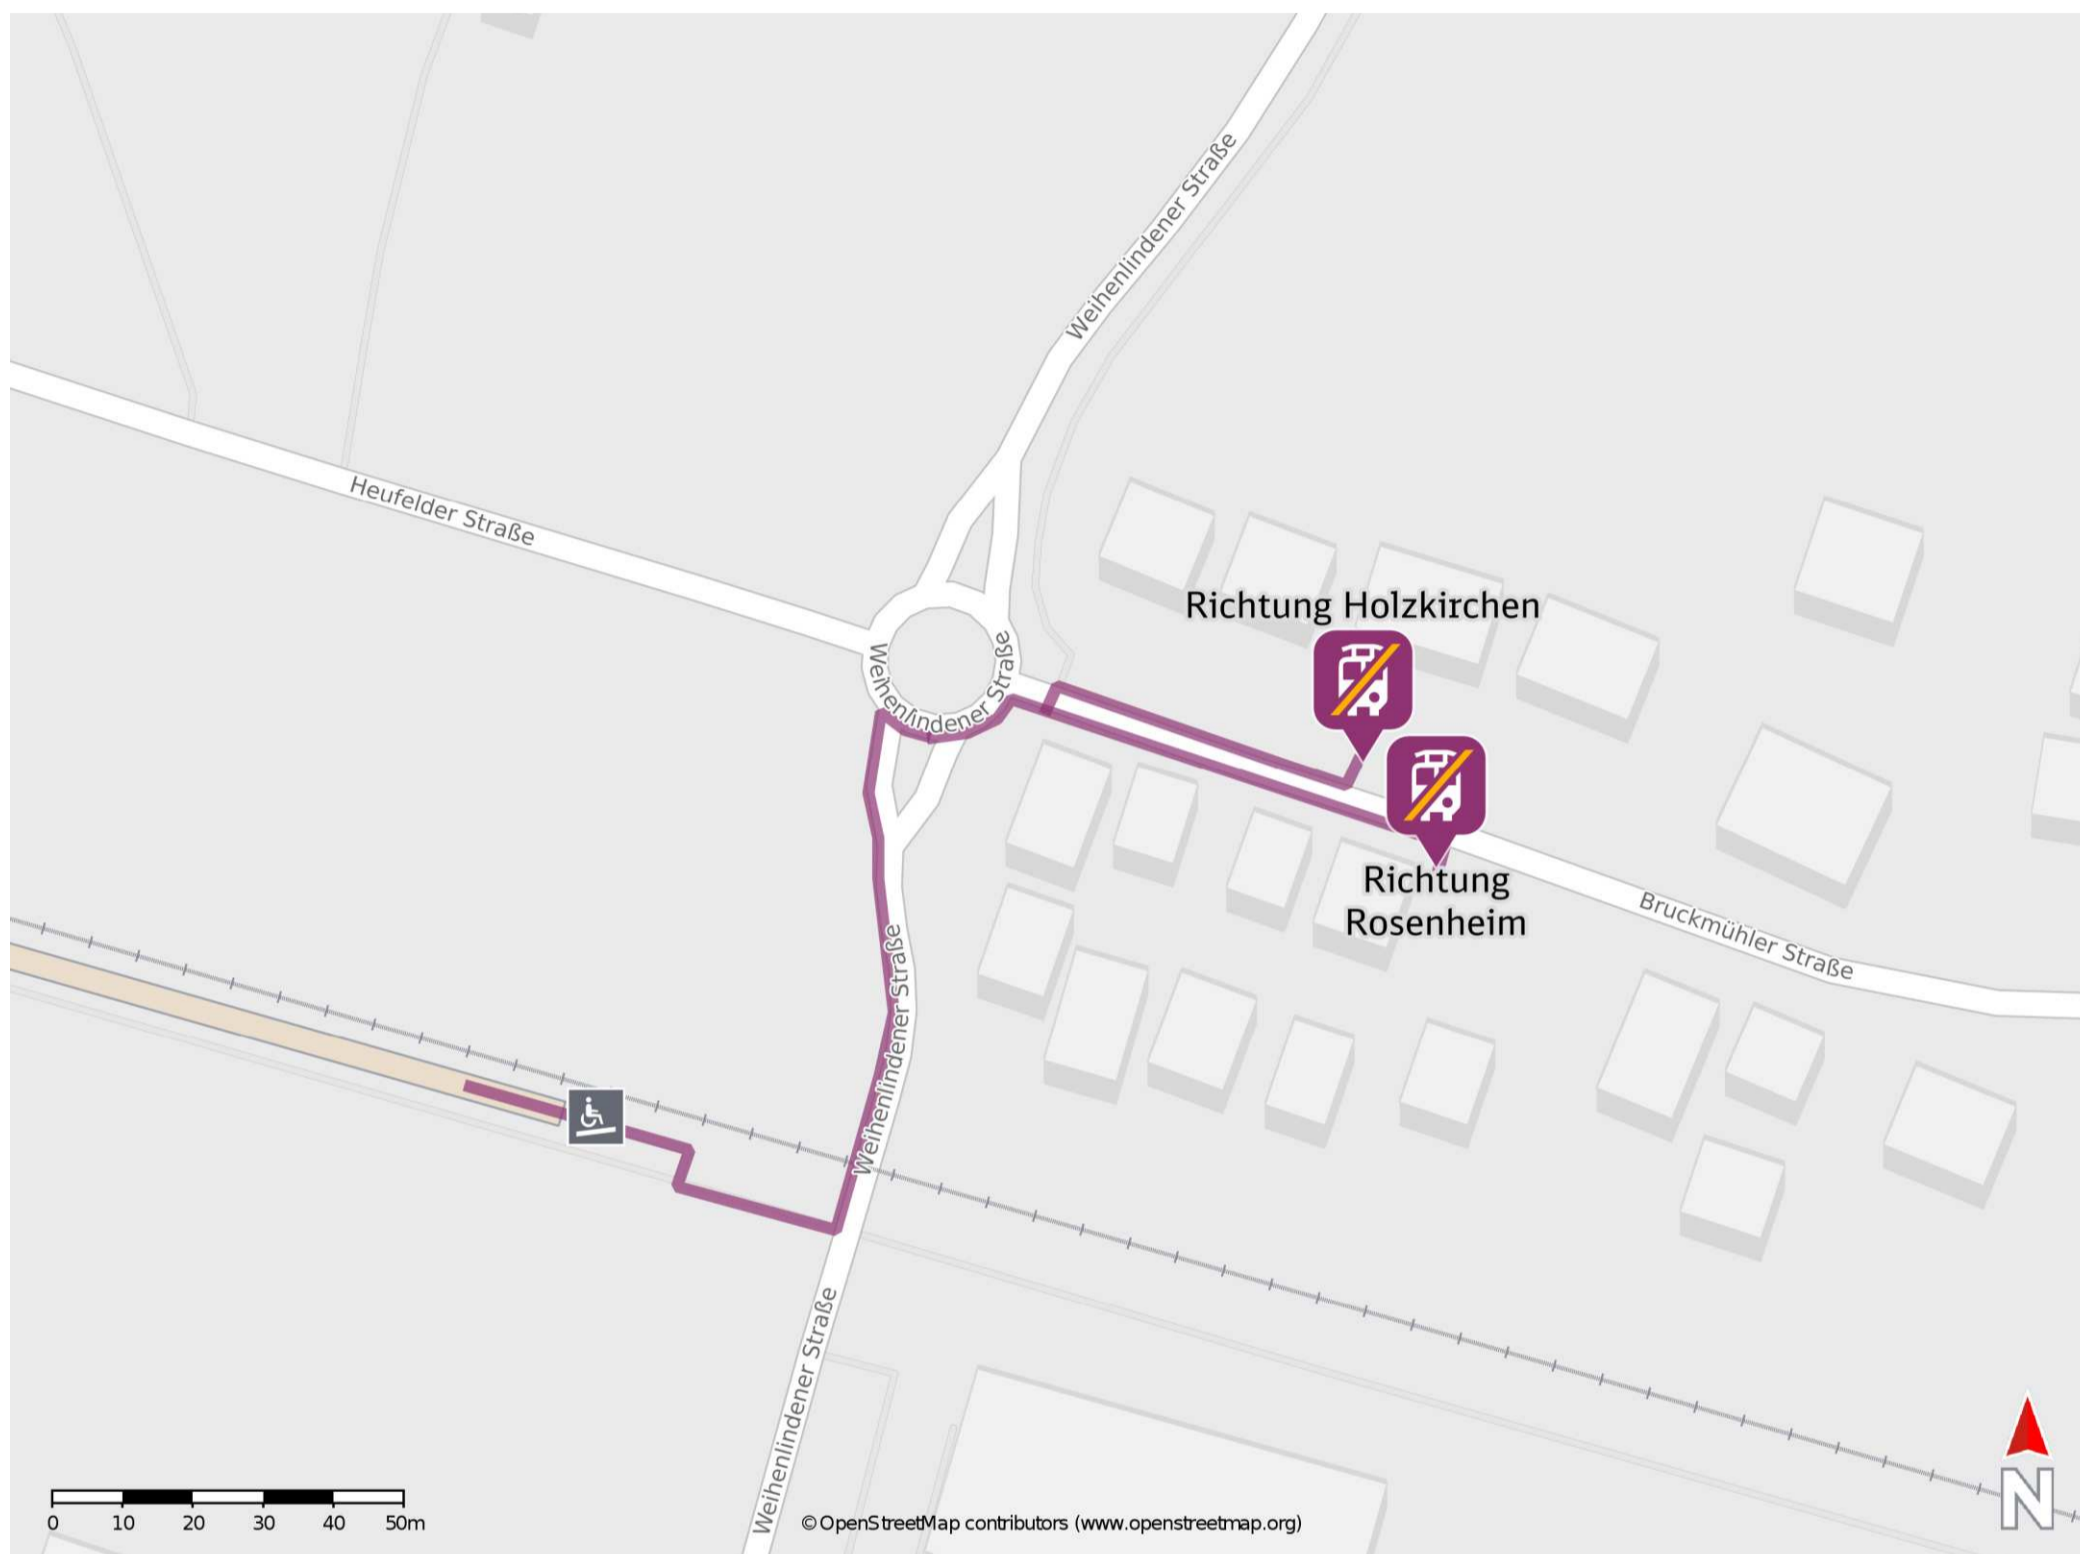 Weihenlindener Straße
Heufelder Straße
Richtung Holzkirchen
Weihenlindener Straße
Richtung
Rosenheim
Bruckmühler Straße
Weihenlindener Straße
Weihenlindener Straße
0 10 20 30 40 50m
© OpenStreetMap contributors (www.openstreetmap.org)
N